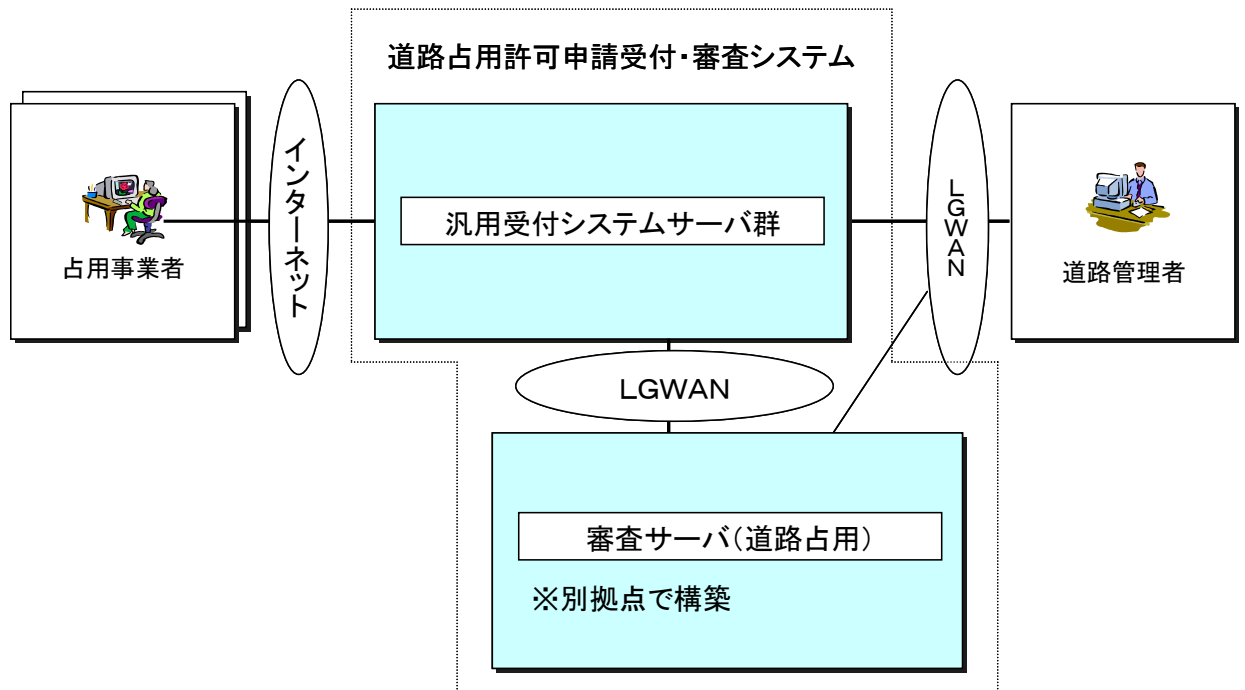 道路占用許可申請受付・審査システム
占用事業者
インターネット
汎用受付システムサーバ群
LGWAN
道路管理者
LGWAN
審査サーバ(道路占用)
※別拠点で構築